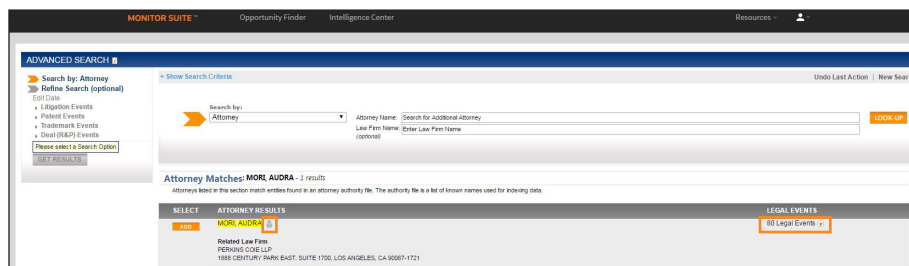 MONITOR SUITE™ Opportunity Finder Intelligence Center Resources
ADVANCED SEARCH
Search by: Attorney
Refine Search (optional)
Edit Date
Litigation Events
Patent Events
Trademark Events
Deal (R&P) Events
Please select a Search Option
GET RESULTS
+ Show Search Criteria Undo Last Action | New Sear
Search by:
Attorney
Attorney Name: Search for Additional Attorney LOOK-UP
Law Firm Name: Enter Law Firm Name
(optional)
Attorney Matches: MORI, AUDRA - 1 results
Attorneys listed in this section match entities found in an attorney authority file. The authority file is a list of known names used for indexing data.
SELECT ATTORNEY RESULTS LEGAL EVENTS
ADD MORI, AUDRA 80 Legal Events
Related Law Firm
PERKINS COIE LLP
1888 CENTURY PARK EAST, SUITE 1700, LOS ANGELES, CA 90067-1721